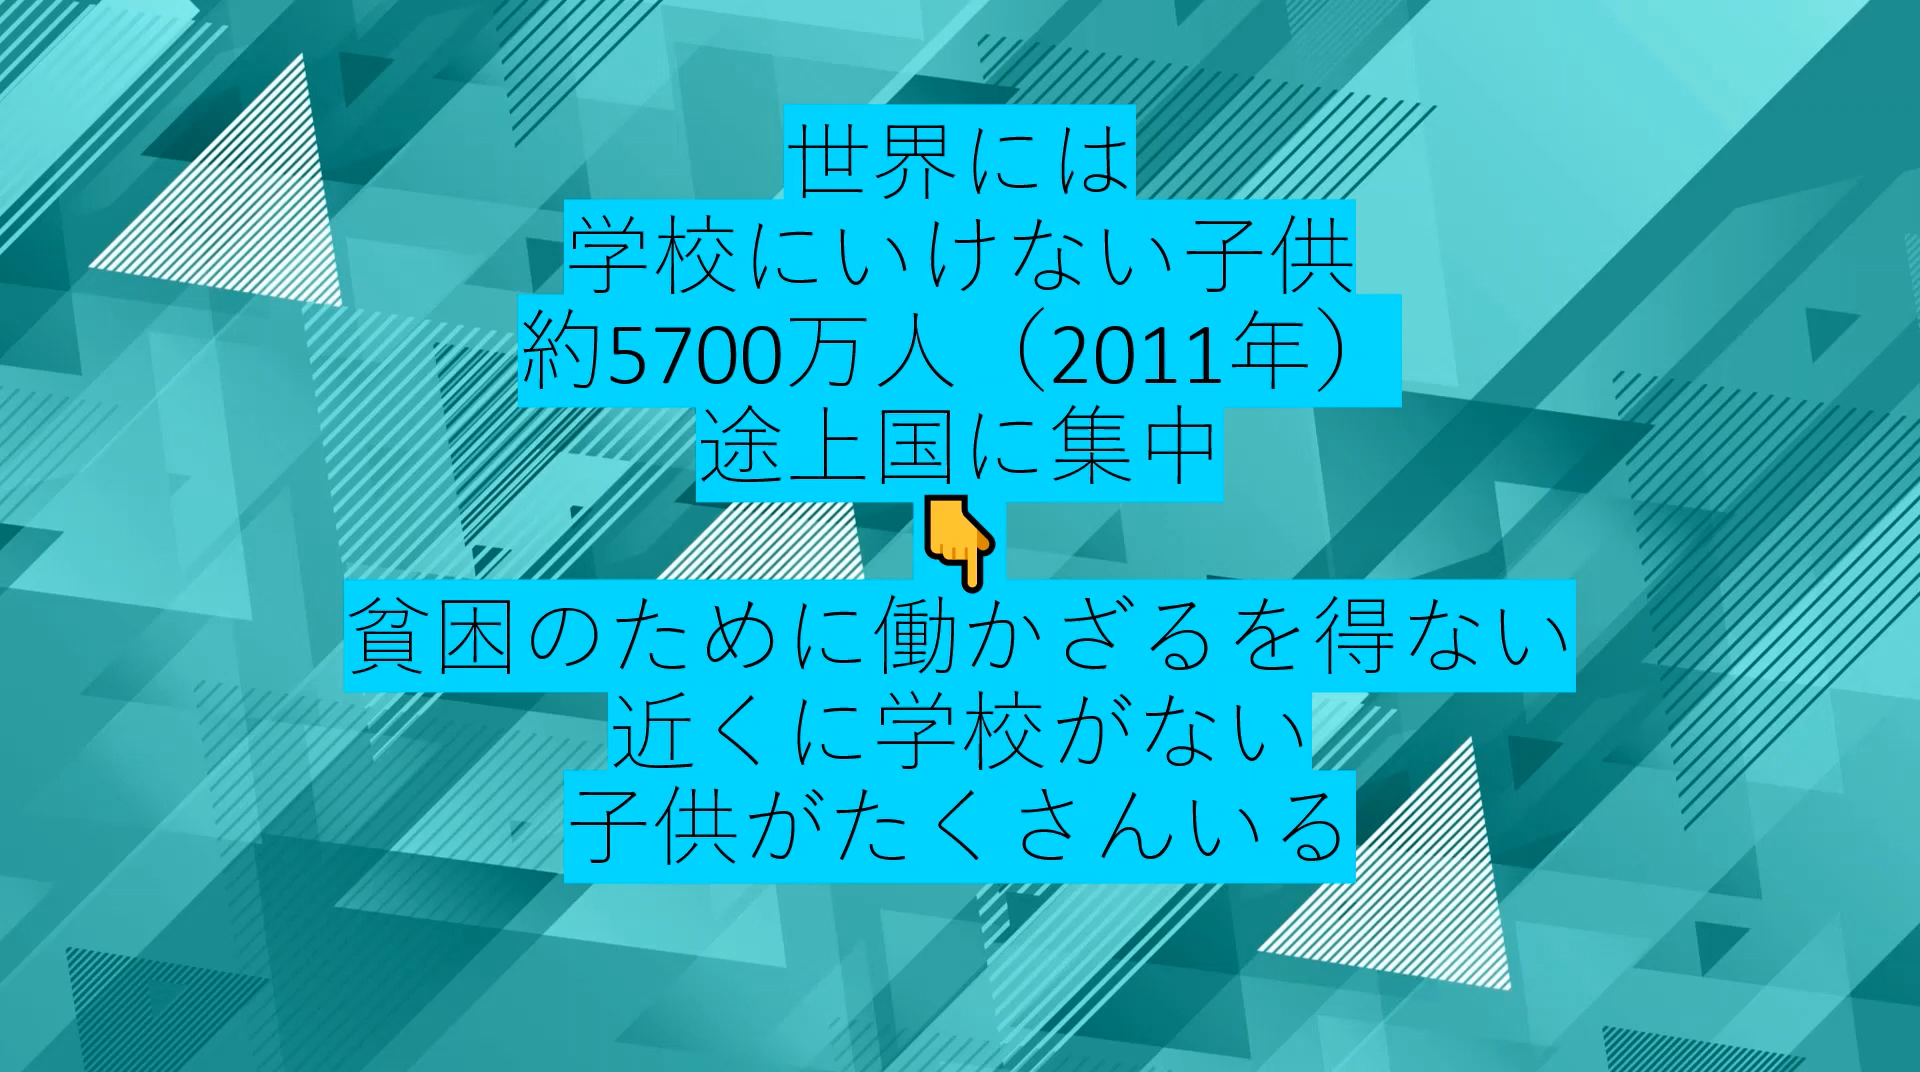 世界には
学校にいけない子供
約5700万人（2011年）
途上国に集中
👇
貧困のために働かざるを得ない
近くに学校がない
子供がたくさんいる